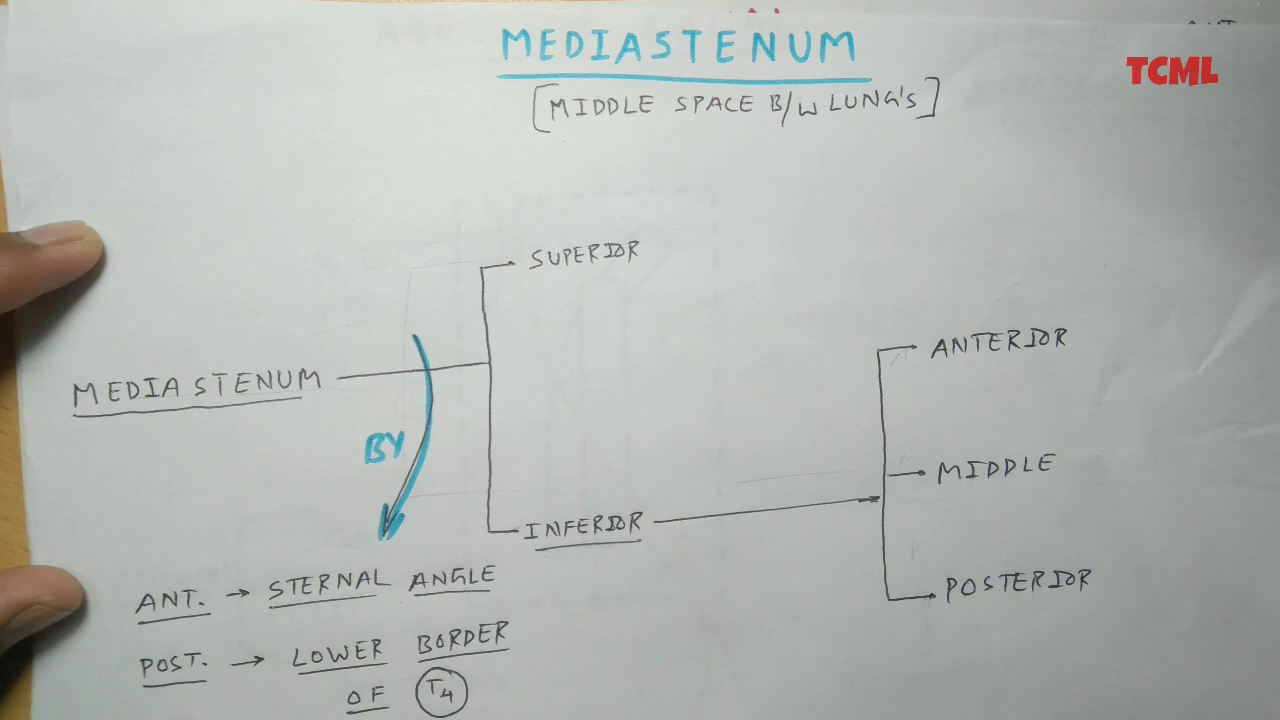 MEDIASTENUM
TCML
[MIDDLE SPACE B/W LUNG'S]
SUPERIOR
MEDIASTENUM
BY
INFERIOR
ANTERIOR
MIDDLE
POSTERIOR
ANT. → STERNAL ANGLE
POST. → LOWER BORDER
OF T4